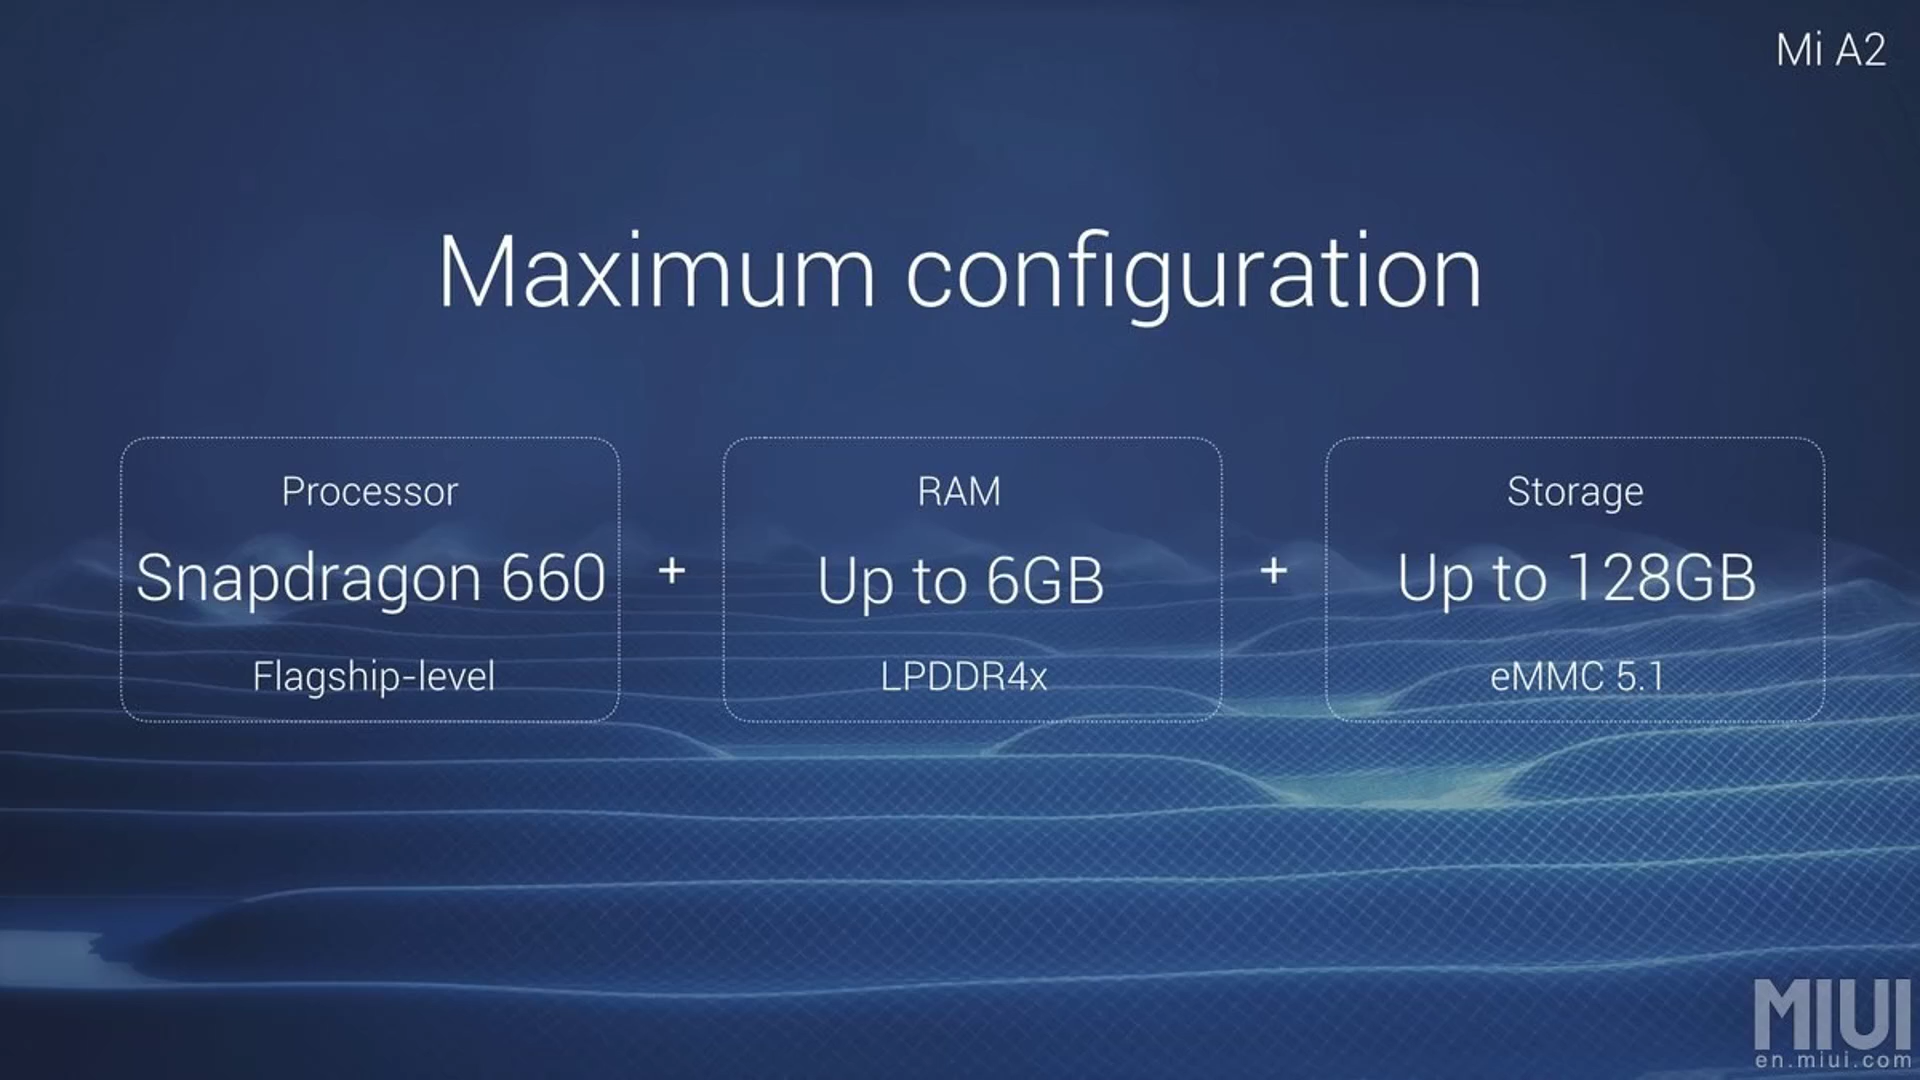 Mi A2
Maximum configuration
Processor
Snapdragon 660
Flagship-level
+
RAM
Up to 6GB
LPDDR4x
+
Storage
Up to 128GB
eMMC 5.1
MIUI
en.miui.com